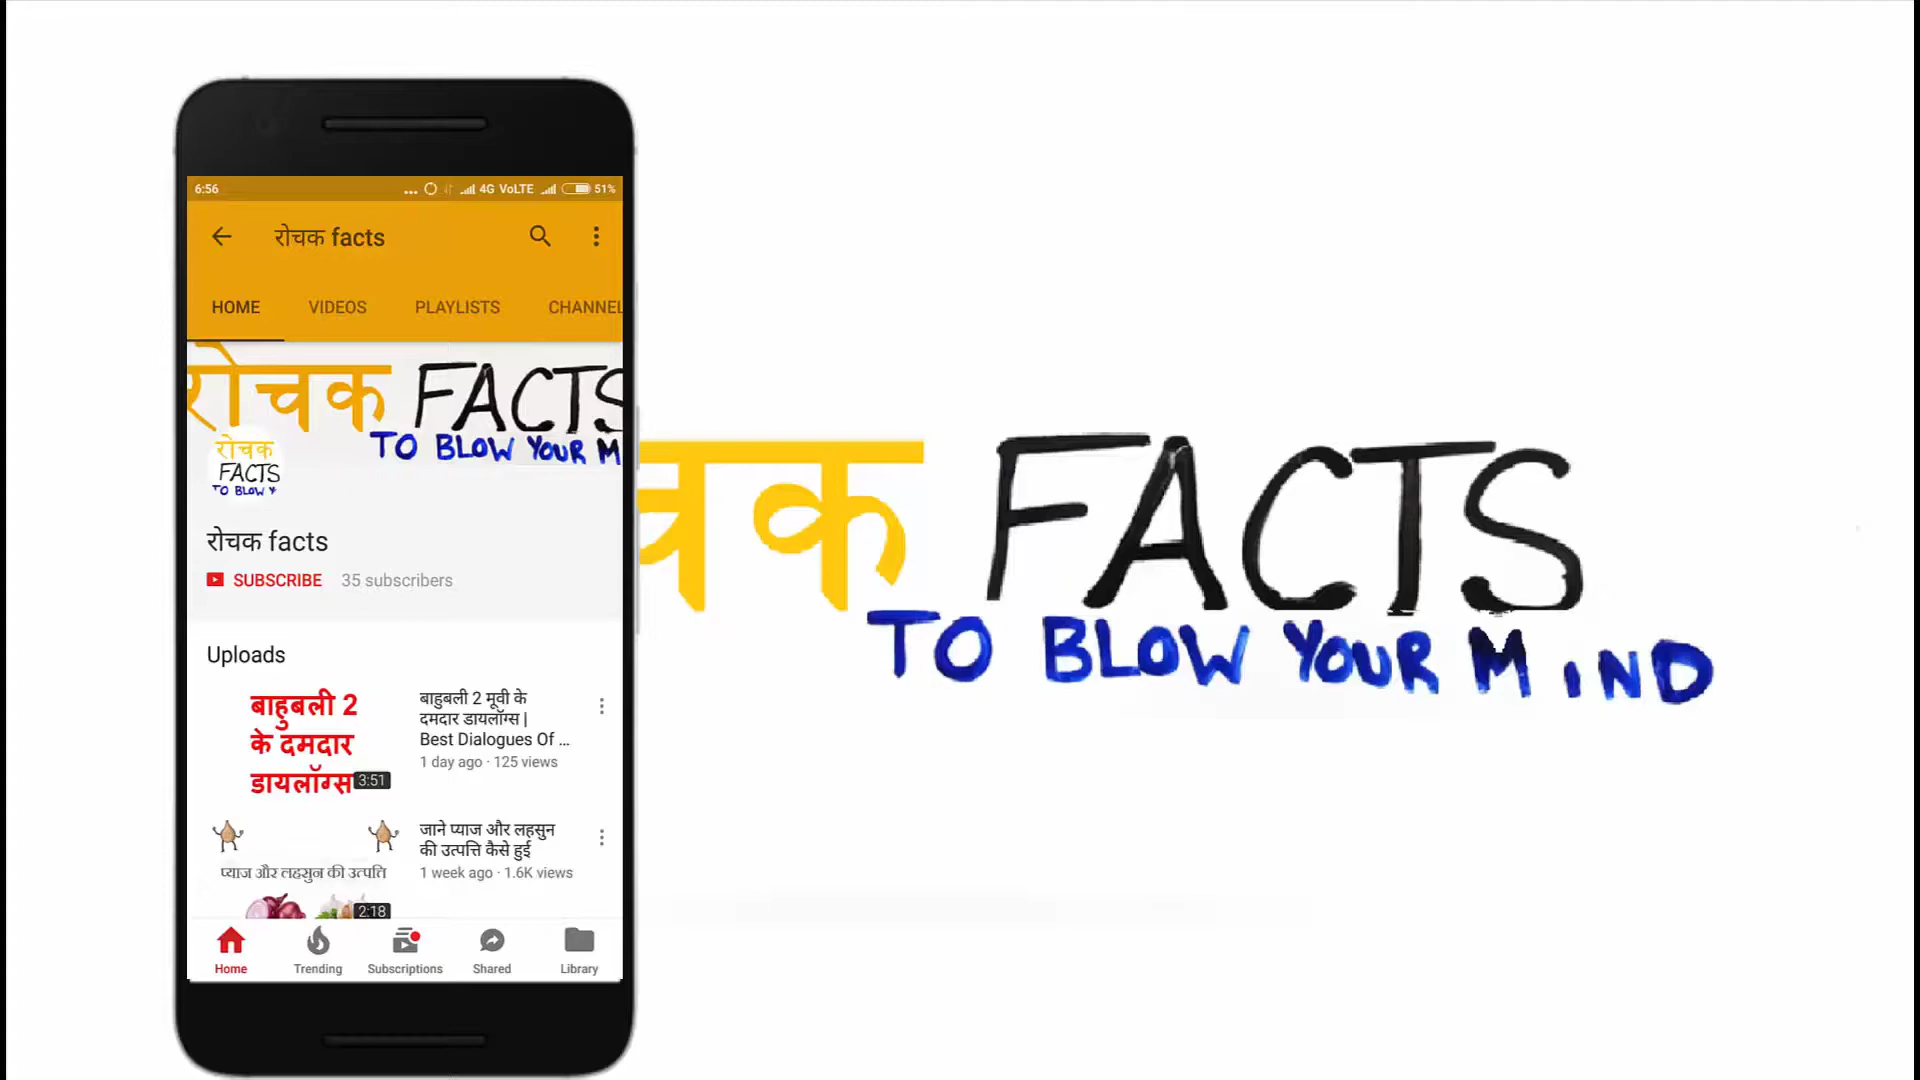 6:56 ... 4G VoLTE 51%
रोचक facts
HOME VIDEOS PLAYLISTS CHANNEL
रोचक FACTS
TO BLOW YOUR M
रोचक
FACTS
TO BLOW Y
रोचक facts
SUBSCRIBE 35 subscribers
Uploads
बाहुबली 2
के दमदार
डायलॉग्स
3:51
बाहुबली 2 मूवी के
दमदार डायलॉग्स |
Best Dialogues Of ...
1 day ago · 125 views
प्याज और लहसुन की उत्पत्ति
2:18
जाने प्याज और लहसुन
की उत्पत्ति कैसे हुई
1 week ago · 1.6K views
Home Trending Subscriptions Shared Library
चक FACTS
TO BLOW YOUR MIND